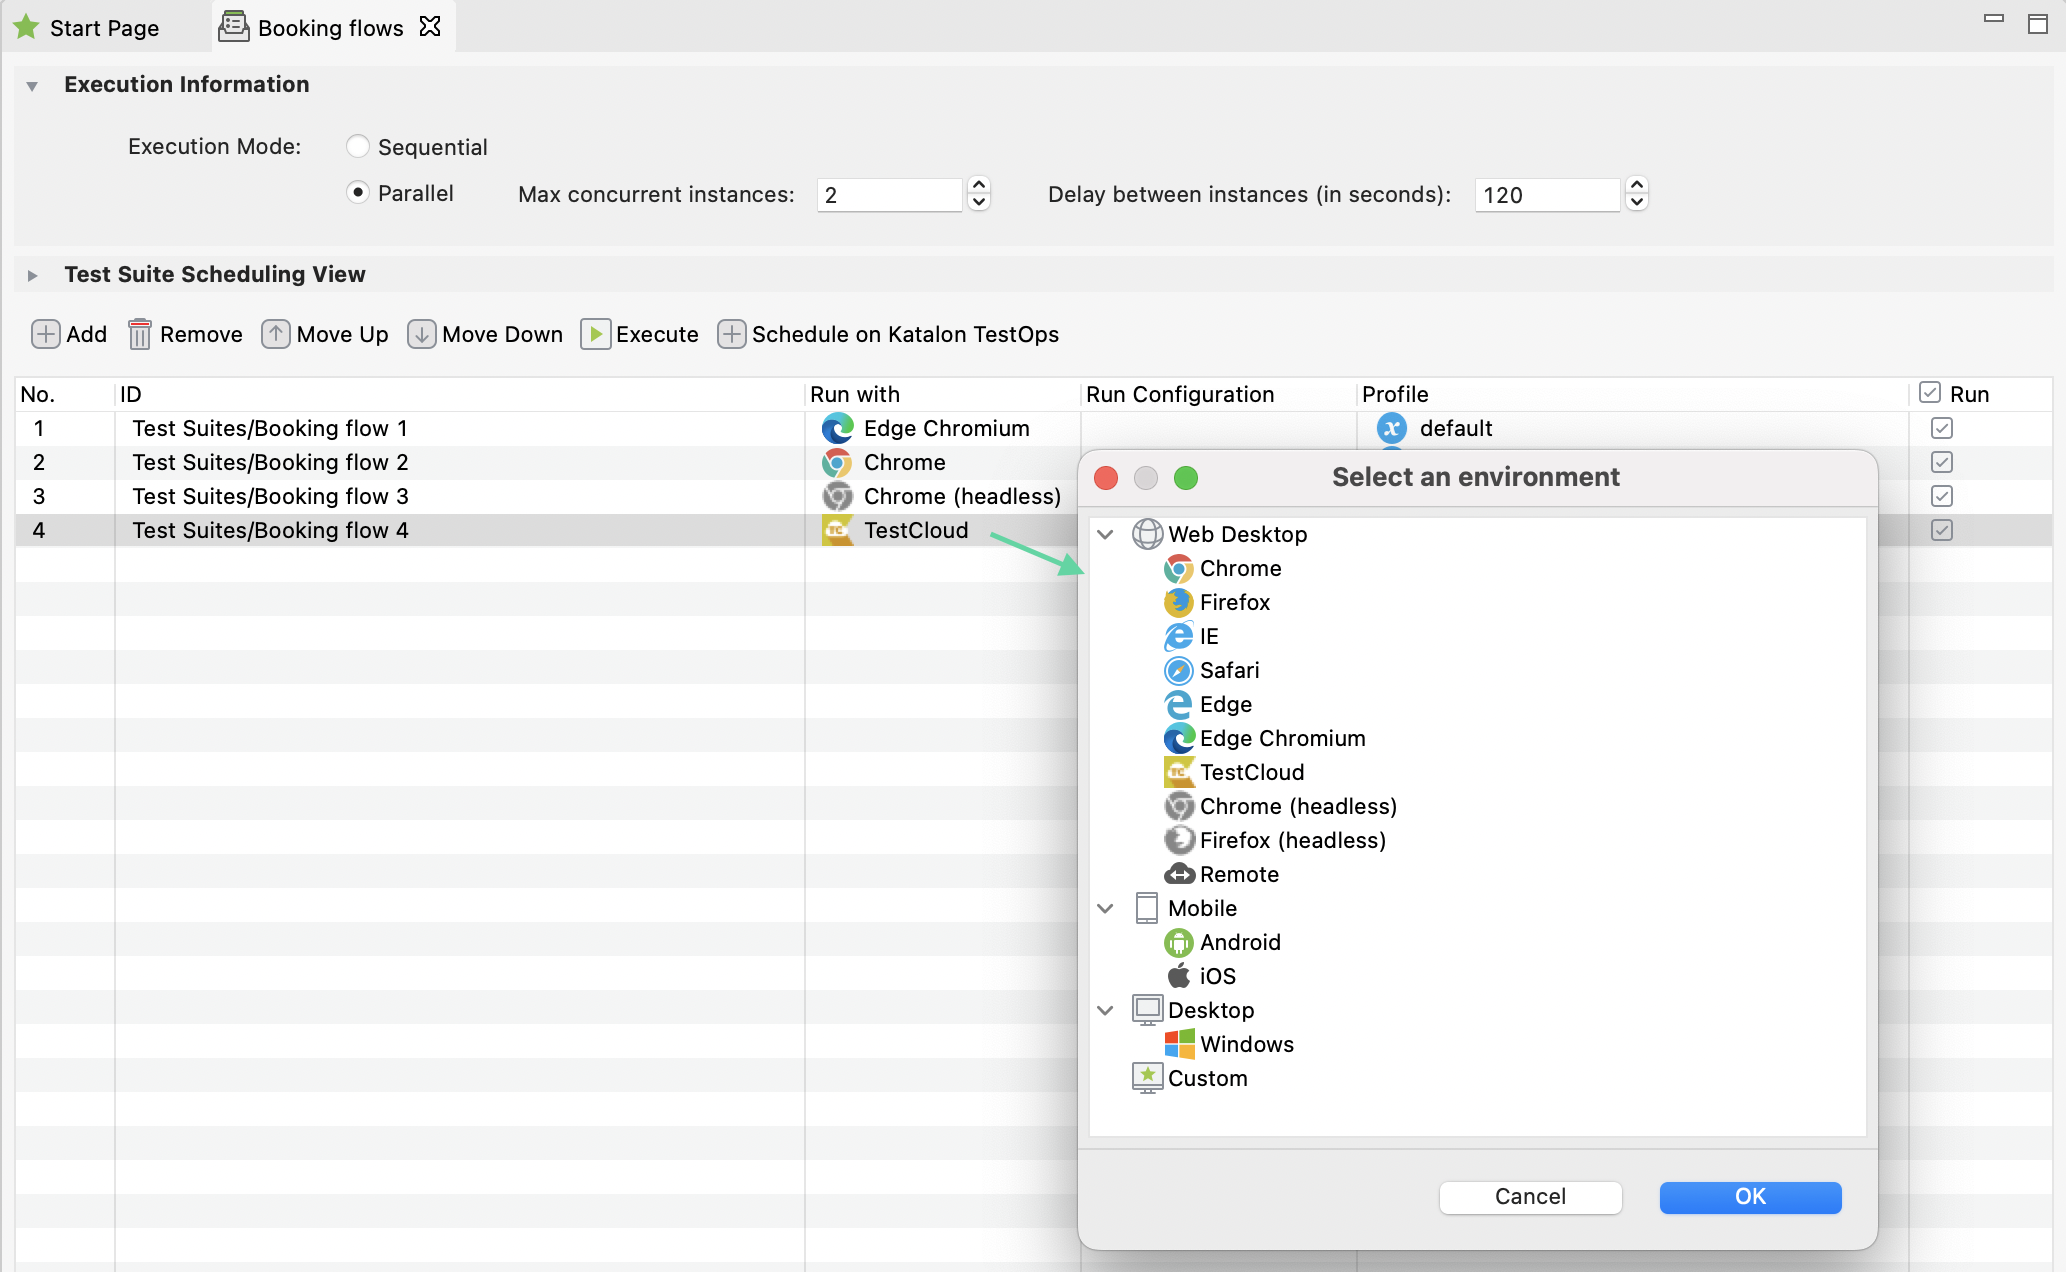 Start Page
Booking flows
Execution Information
Execution Mode:
Sequential
Parallel
Max concurrent instances:
2
Delay between instances (in seconds):
120
Test Suite Scheduling View
Add
Remove
Move Up
Move Down
Execute
Schedule on Katalon TestOps
No.
ID
Run with
Run Configuration
Profile
Run
1
Test Suites/Booking flow 1
Edge Chromium
default
2
Test Suites/Booking flow 2
Chrome
3
Test Suites/Booking flow 3
Chrome (headless)
4
Test Suites/Booking flow 4
TestCloud
Select an environment
Web Desktop
Chrome
Firefox
IE
Safari
Edge
Edge Chromium
TestCloud
Chrome (headless)
Firefox (headless)
Remote
Mobile
Android
iOS
Desktop
Windows
Custom
Cancel
OK